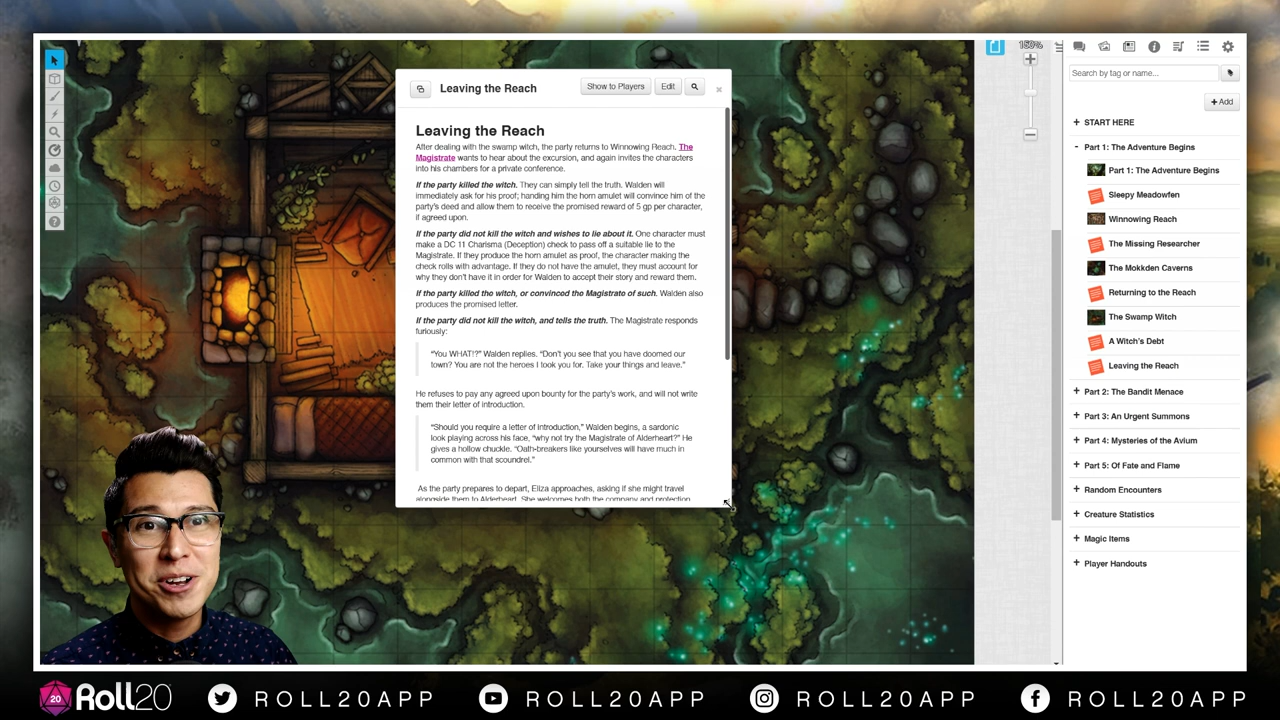 150%
Search by tag or name...
+ Add
Leaving the Reach
Show to Players
Edit
Leaving the Reach
After dealing with the swamp witch, the party returns to Winnowing Reach. The
Magistrate wants to hear about the excursion, and again invites the characters
into his chambers for a private conference.
If the party killed the witch. They can simply tell the truth. Walden will
immediately ask for his proof; handing him the horn amulet will convince him of the
party's deed and allow them to receive the promised reward of 5 gp per character,
if agreed upon.
If the party did not kill the witch and wishes to lie about it. One character must
make a DC 11 Charisma (Deception) check to pass off a suitable lie to the
Magistrate. If they produce the horn amulet as proof, the character making the
check rolls with advantage. If they do not have the amulet, they must account for
why they don't have it in order for Walden to accept their story and reward them.
If the party killed the witch, or convinced the Magistrate of such. Walden also
produces the promised letter.
If the party did not kill the witch, and tells the truth. The Magistrate responds
furiously:
“You WHAT!?” Walden replies. “Don't you see that you have doomed our
town? You are not the heroes I took you for. Take your things and leave.”
He refuses to pay any agreed upon bounty for the party's work, and will not write
them their letter of introduction.
“Should you require a letter of introduction,” Walden begins, a sardonic
look playing across his face, “why not try the Magistrate of Alderheart?” He
gives a hollow chuckle. “Oath-breakers like yourselves will have much in
common with that scoundrel.”
As the party prepares to depart, Eliza approaches, asking if she might travel
alongside them to Alderheart. She welcomes both the company and protection
+ START HERE
- Part 1: The Adventure Begins
Part 1: The Adventure Begins
Sleepy Meadowfen
Winnowing Reach
The Missing Researcher
The Mokkden Caverns
Returning to the Reach
The Swamp Witch
A Witch's Debt
Leaving the Reach
+ Part 2: The Bandit Menace
+ Part 3: An Urgent Summons
+ Part 4: Mysteries of the Avium
+ Part 5: Of Fate and Flame
+ Random Encounters
+ Creature Statistics
+ Magic Items
+ Player Handouts
20 Roll20 ROLL20APP ROLL20APP ROLL20APP ROLL20APP